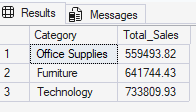 Results Messages
Category Total_Sales
1 Office Supplies 559493.82
2 Furniture 641744.43
3 Technology 733809.93